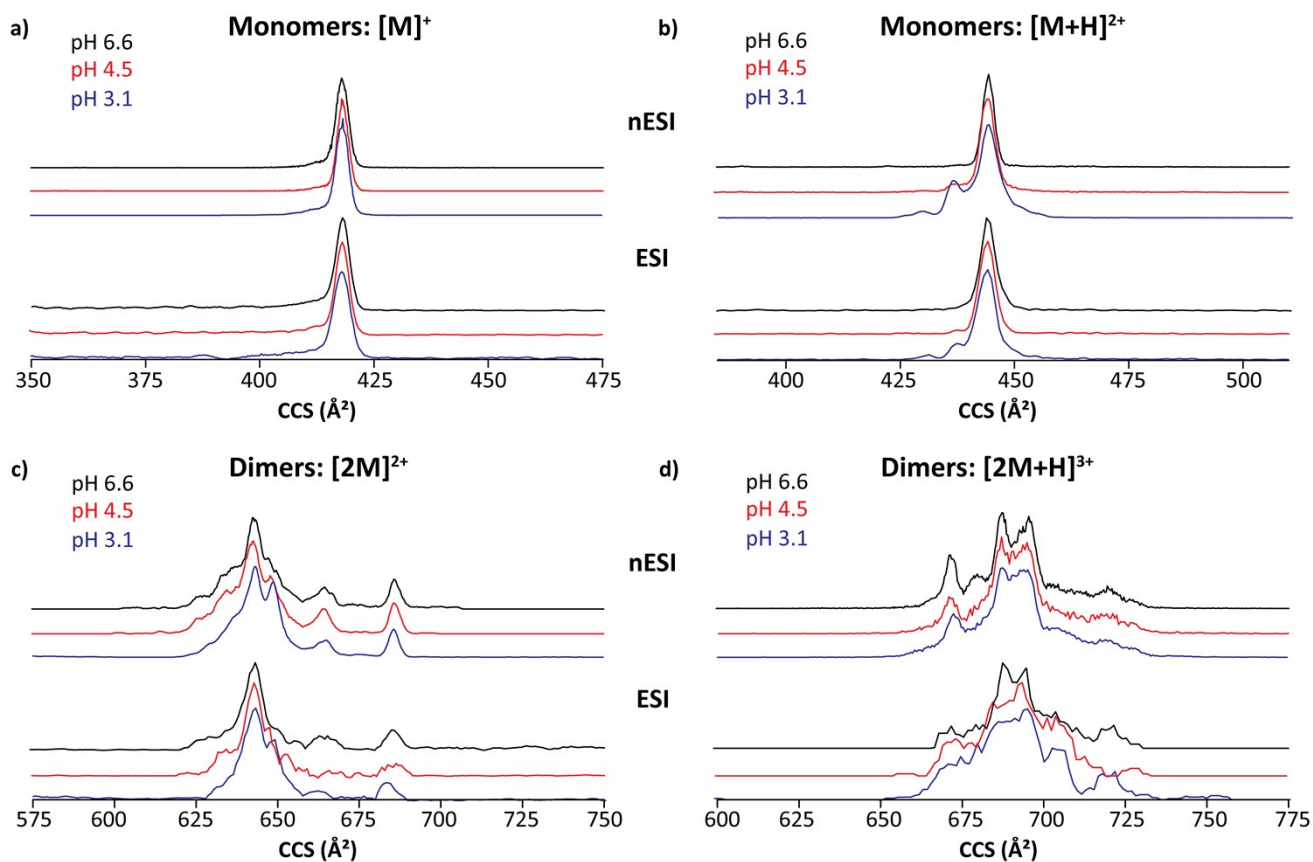 a) Monomers: [M]⁺
pH 6.6
pH 4.5
pH 3.1
350 375 400 425 450 475
CCS (Å²)
b) Monomers: [M+H]²⁺
pH 6.6
pH 4.5
pH 3.1
nESI
ESI
400 425 450 475 500
CCS (Å²)
c) Dimers: [2M]²⁺
pH 6.6
pH 4.5
pH 3.1
575 600 625 650 675 700 725 750
CCS (Å²)
d) Dimers: [2M+H]³⁺
pH 6.6
pH 4.5
pH 3.1
nESI
ESI
600 625 650 675 700 725 750 775
CCS (Å²)